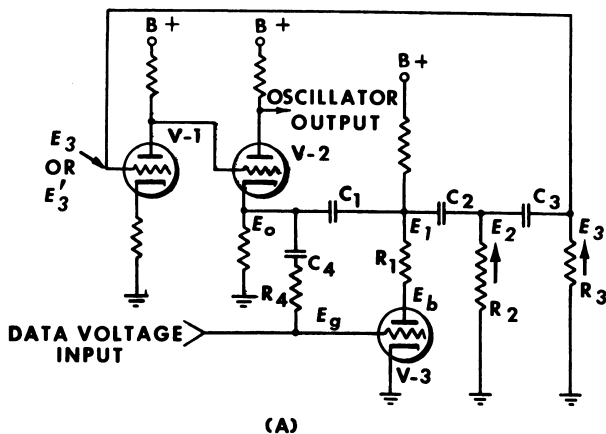 B+
B+
OSCILLATOR
OUTPUT
B+
V-1
V-2
E3
OR
E'3
C1
C2
C3
Eo
E1
E2
E3
C4
R1
R2
R3
R4
Eg
Eb
DATA VOLTAGE
INPUT
V-3
(A)